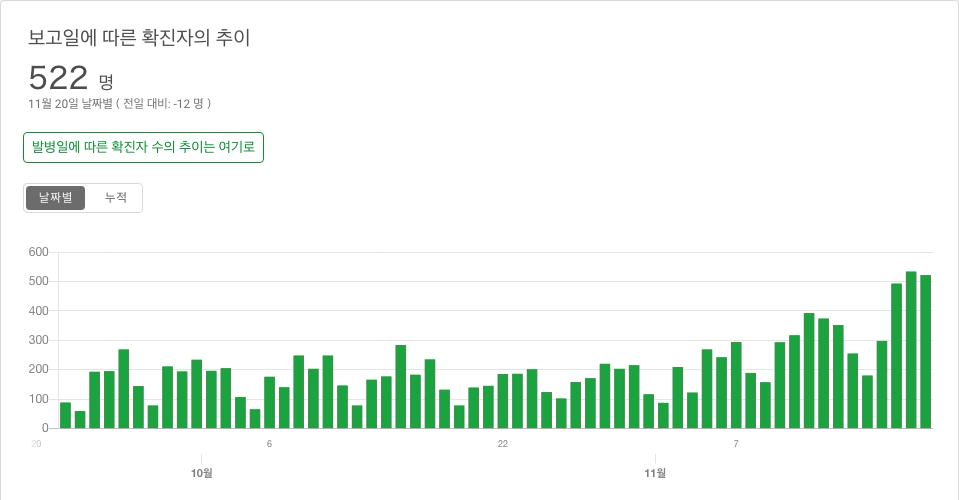 보고일에 따른 확진자의 추이
522 명
11월 20일 날짜별 ( 전일 대비: -12 명 )
발병일에 따른 확진자 수의 추이는 여기로
날짜별 누적
600
500
400
300
200
100
0
20 6 22 7
10월 11월